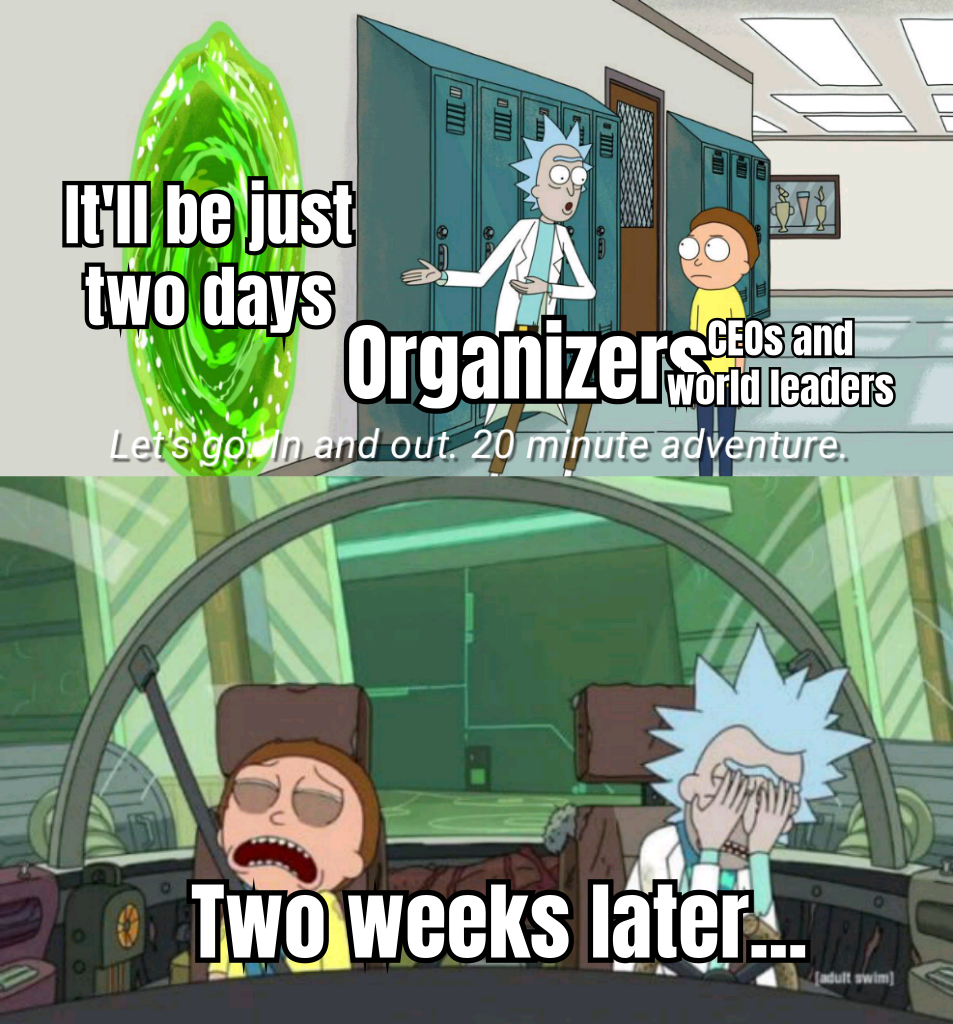 It'll be just
two days
Organizers
CEOs and
world leaders
Let's go. In and out. 20 minute adventure.
Two weeks later...
[adult swim]